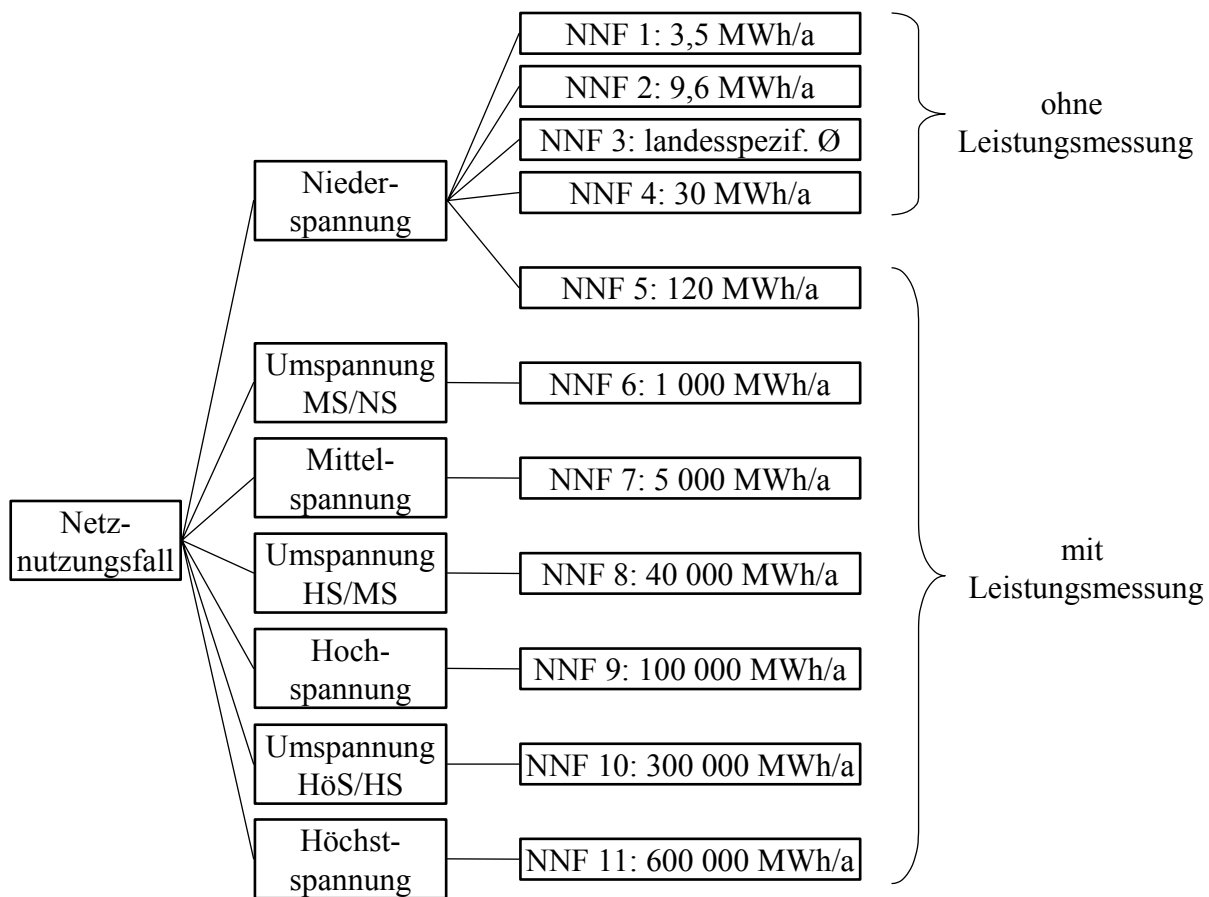 NNF 1: 3,5 MWh/a
NNF 2: 9,6 MWh/a
NNF 3: landesspezif. Ø
NNF 4: 30 MWh/a
ohne
Leistungsmessung
Nieder-
spannung
NNF 5: 120 MWh/a
Umspannung
MS/NS
NNF 6: 1 000 MWh/a
Mittel-
spannung
NNF 7: 5 000 MWh/a
Netz-
nutzungsfall
Umspannung
HS/MS
NNF 8: 40 000 MWh/a
mit
Leistungsmessung
Hoch-
spannung
NNF 9: 100 000 MWh/a
Umspannung
HöS/HS
NNF 10: 300 000 MWh/a
Höchst-
spannung
NNF 11: 600 000 MWh/a